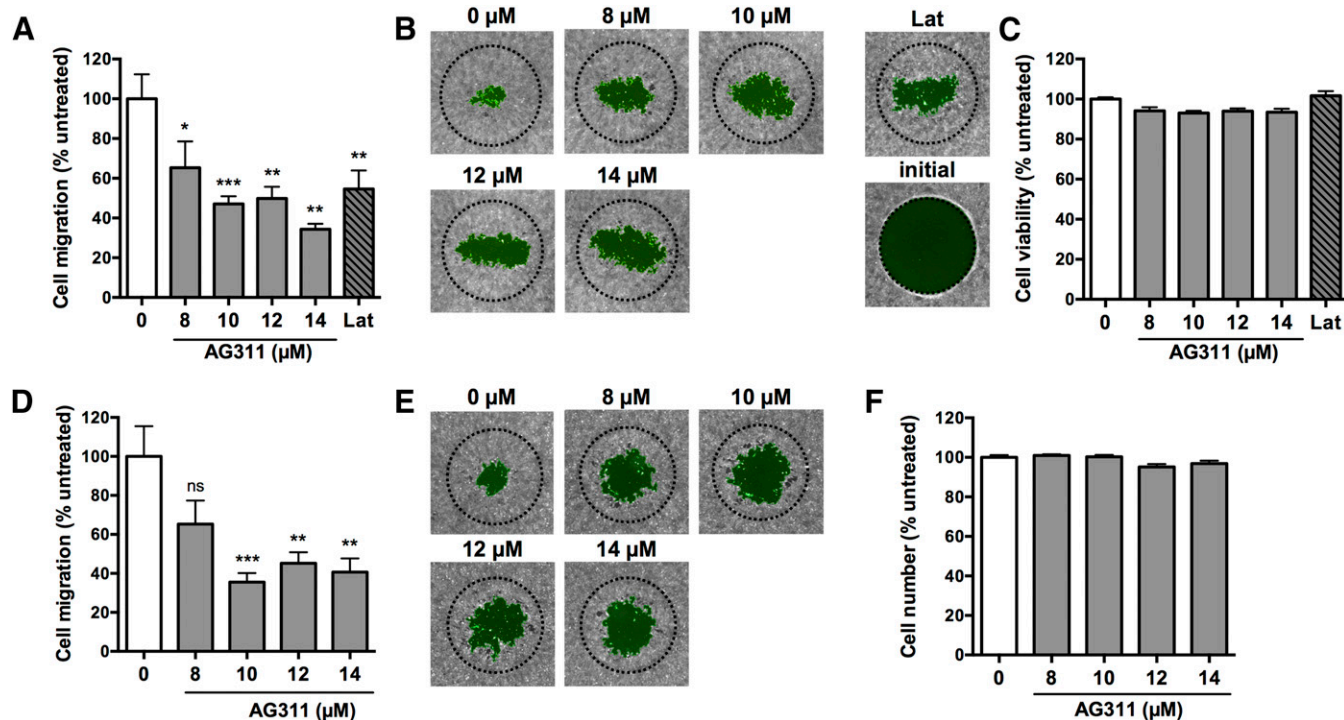 A
Cell migration (% untreated)
120
100
80
60
40
20
0
*
***
**
**
**
0 8 10 12 14 Lat
AG311 (µM)
B
0 µM 8 µM 10 µM Lat
12 µM 14 µM initial
C
Cell viability (% untreated)
120
100
80
60
40
20
0
0 8 10 12 14 Lat
AG311 (µM)
D
Cell migration (% untreated)
120
100
80
60
40
20
0
ns
***
**
**
0 8 10 12 14
AG311 (µM)
E
0 µM 8 µM 10 µM
12 µM 14 µM
F
Cell number (% untreated)
120
100
80
60
40
20
0
0 8 10 12 14
AG311 (µM)